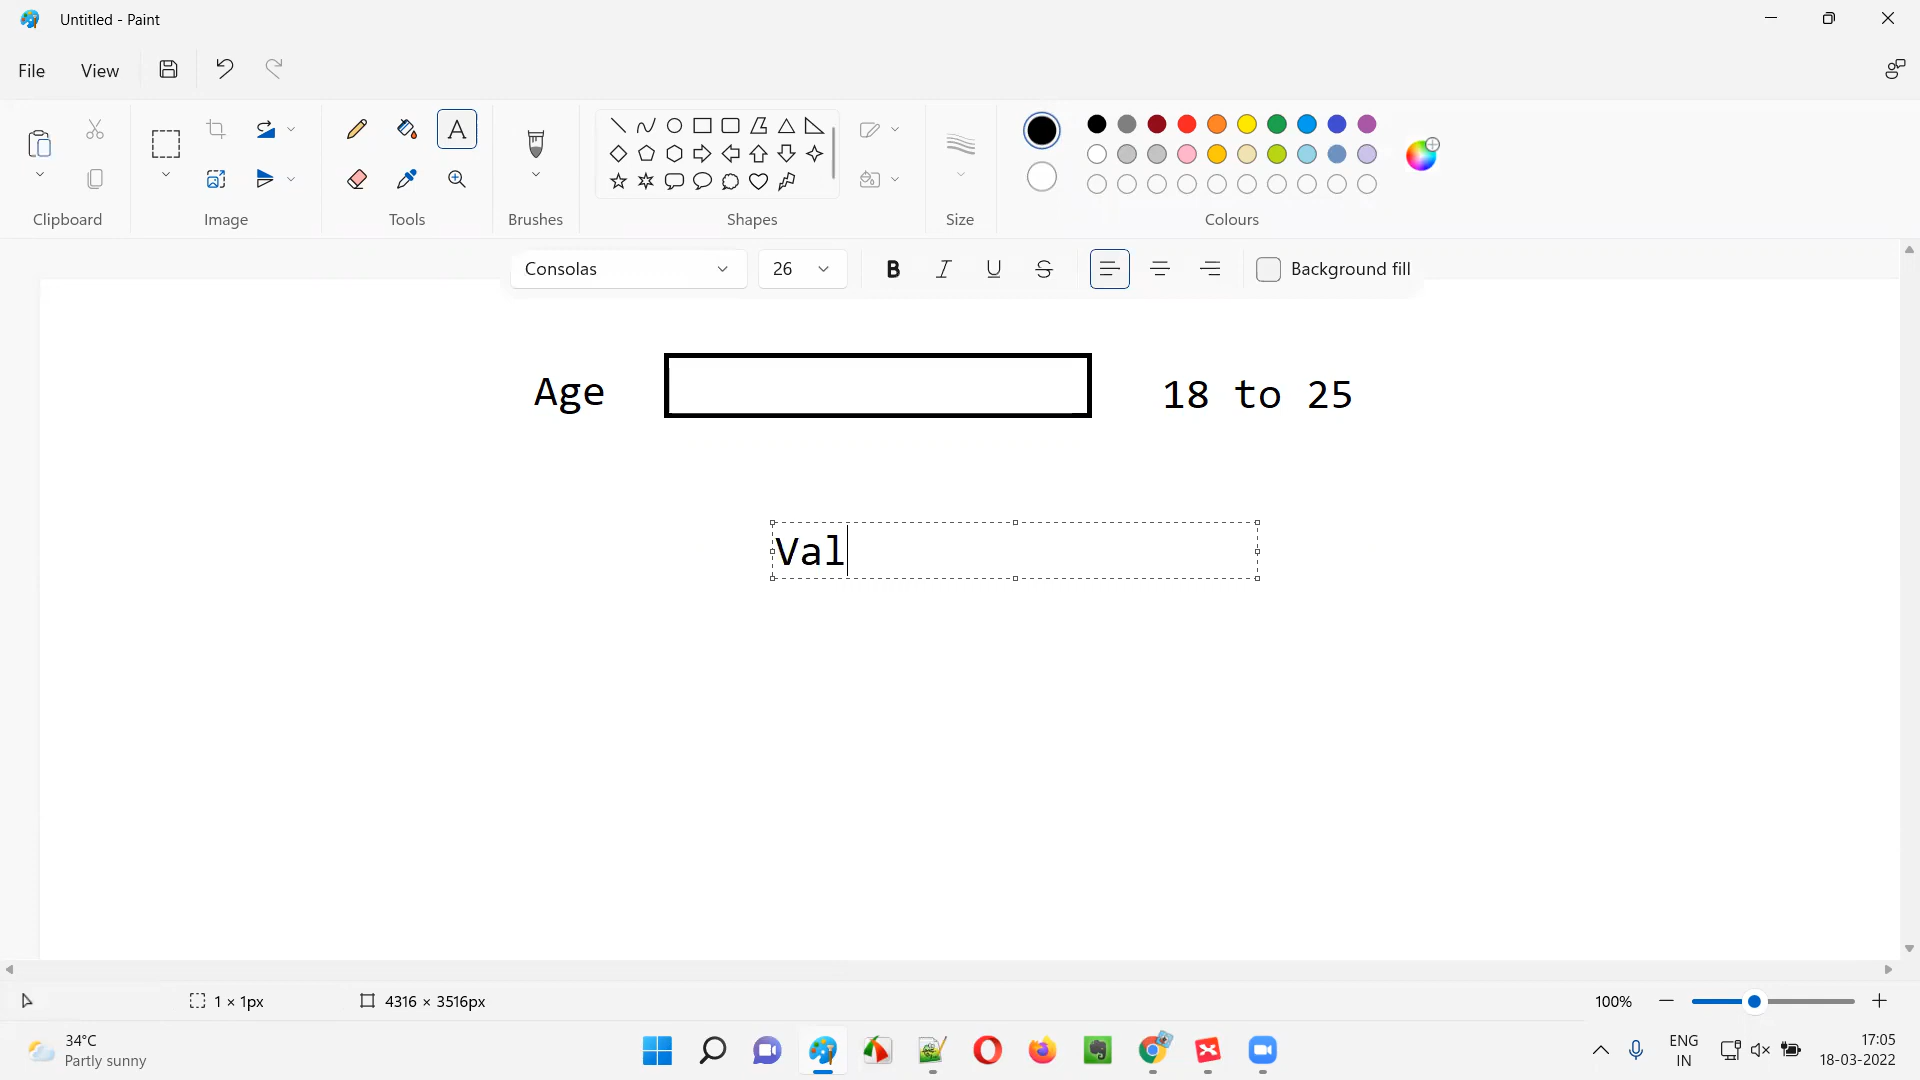 Untitled - Paint
File View
Clipboard Image Tools Brushes Shapes Size Colours
Consolas 26 B I U S Background fill
Age 18 to 25
Val
1 × 1px 4316 × 3516px 100%
34°C
Partly sunny
ENG
IN
17:05
18-03-2022